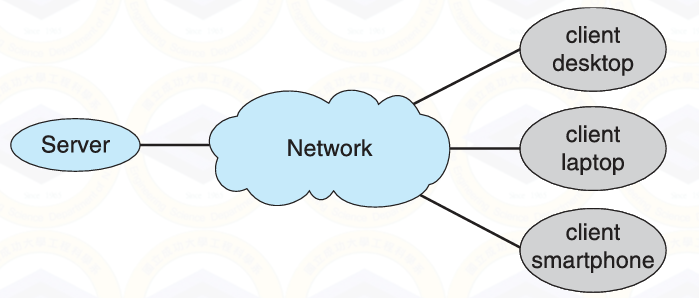 Server
Network
client
desktop
client
laptop
client
smartphone